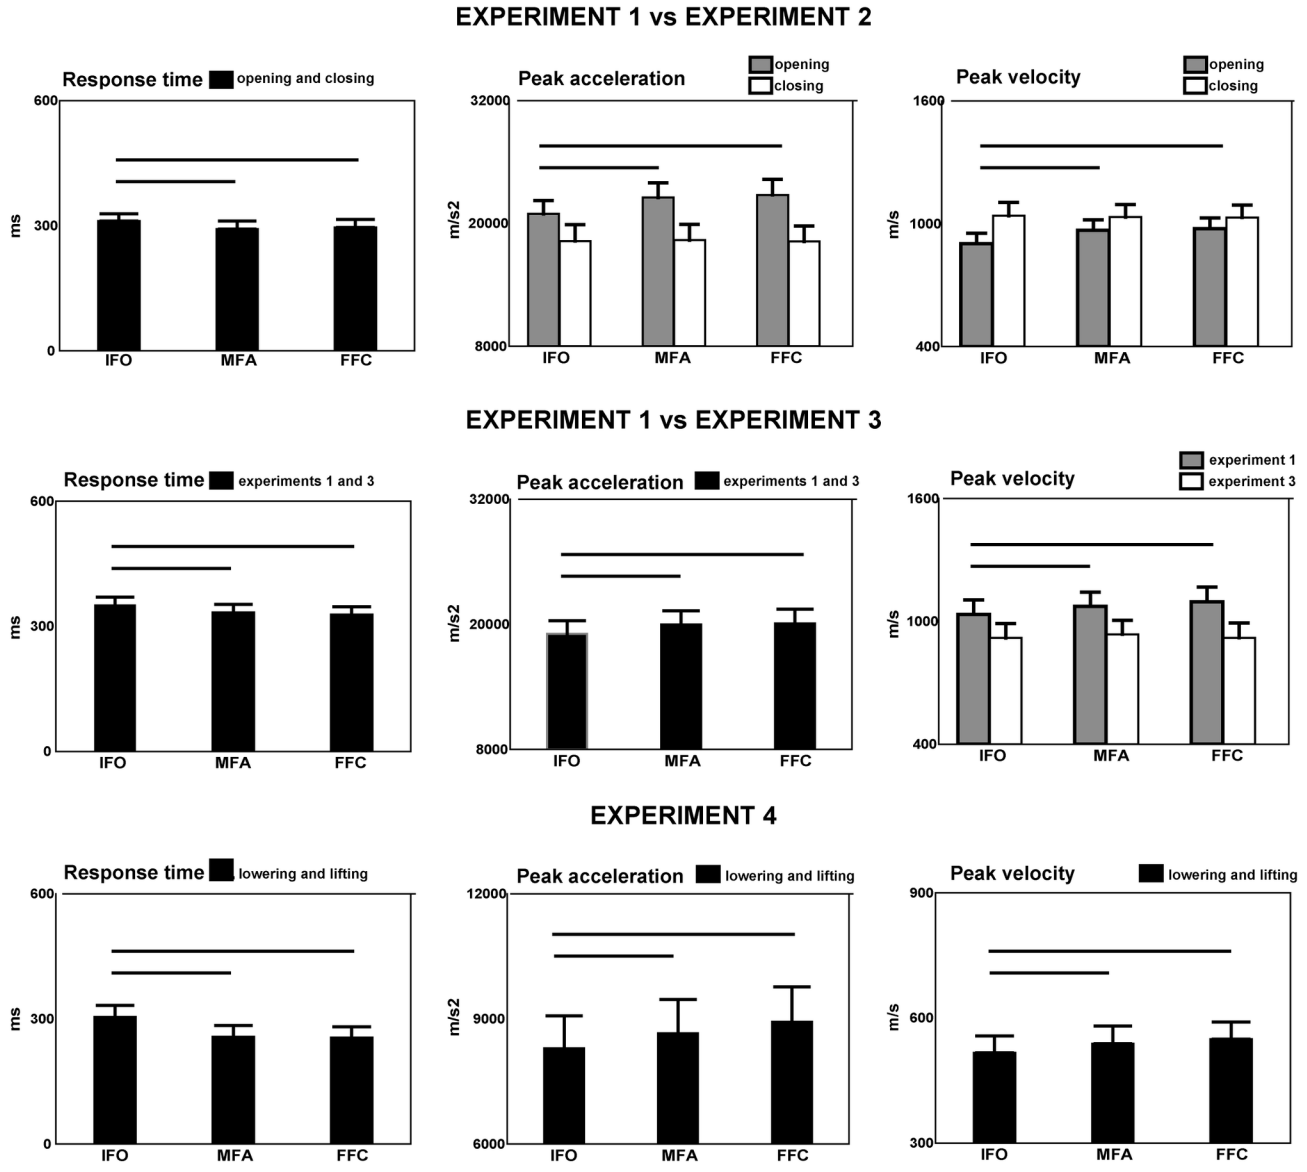 EXPERIMENT 1 vs EXPERIMENT 2
Response time opening and closing
600
300
0
ms
IFO MFA FFC
Peak acceleration
opening
closing
32000
20000
8000
m/s2
IFO MFA FFC
Peak velocity
opening
closing
1600
1000
400
m/s
IFO MFA FFC
EXPERIMENT 1 vs EXPERIMENT 3
Response time experiments 1 and 3
600
300
0
ms
IFO MFA FFC
Peak acceleration experiments 1 and 3
32000
20000
8000
m/s2
IFO MFA FFC
Peak velocity
experiment 1
experiment 3
1600
1000
400
m/s
IFO MFA FFC
EXPERIMENT 4
Response time lowering and lifting
600
300
0
ms
IFO MFA FFC
Peak acceleration lowering and lifting
12000
9000
6000
m/s2
IFO MFA FFC
Peak velocity lowering and lifting
900
600
300
m/s
IFO MFA FFC